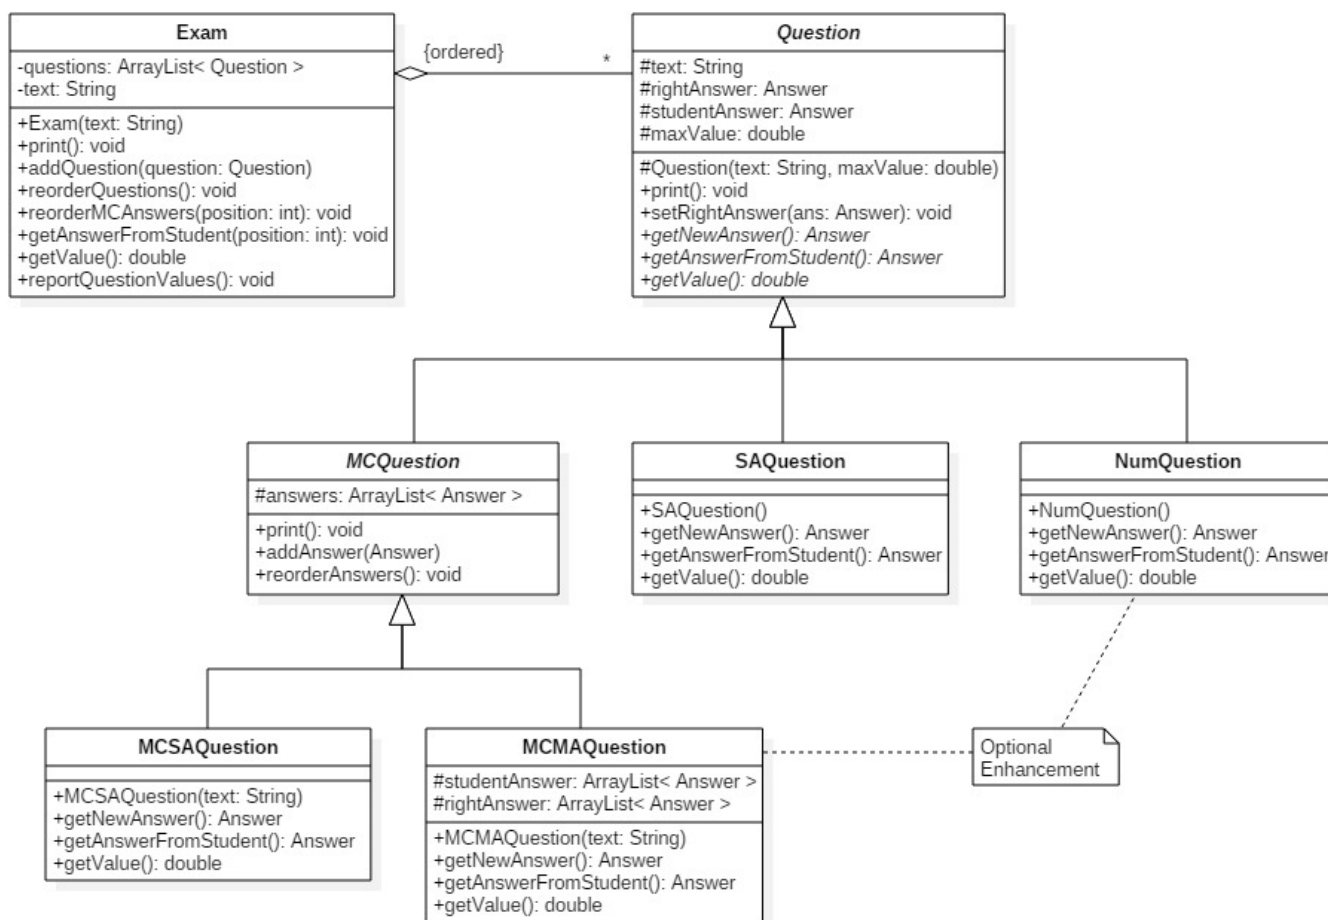 Exam
-questions: ArrayList< Question >
-text: String
+Exam(text: String)
+print(): void
+addQuestion(question: Question)
+reorderQuestions(): void
+reorderMCAnswers(position: int): void
+getAnswerFromStudent(position: int): void
+getValue(): double
+reportQuestionValues(): void
{ordered}
*
Question
#text: String
#rightAnswer: Answer
#studentAnswer: Answer
#maxValue: double
#Question(text: String, maxValue: double)
+print(): void
+setRightAnswer(ans: Answer): void
+getNewAnswer(): Answer
+getAnswerFromStudent(): Answer
+getValue(): double
MCQuestion
#answers: ArrayList< Answer >
+print(): void
+addAnswer(Answer)
+reorderAnswers(): void
SAQuestion
+SAQuestion()
+getNewAnswer(): Answer
+getAnswerFromStudent(): Answer
+getValue(): double
NumQuestion
+NumQuestion()
+getNewAnswer(): Answer
+getAnswerFromStudent(): Answer
+getValue(): double
MCSAQuestion
+MCSAQuestion(text: String)
+getNewAnswer(): Answer
+getAnswerFromStudent(): Answer
+getValue(): double
MCMAQuestion
#studentAnswer: ArrayList< Answer >
#rightAnswer: ArrayList< Answer >
+MCMAQuestion(text: String)
+getNewAnswer(): Answer
+getAnswerFromStudent(): Answer
+getValue(): double
Optional
Enhancement